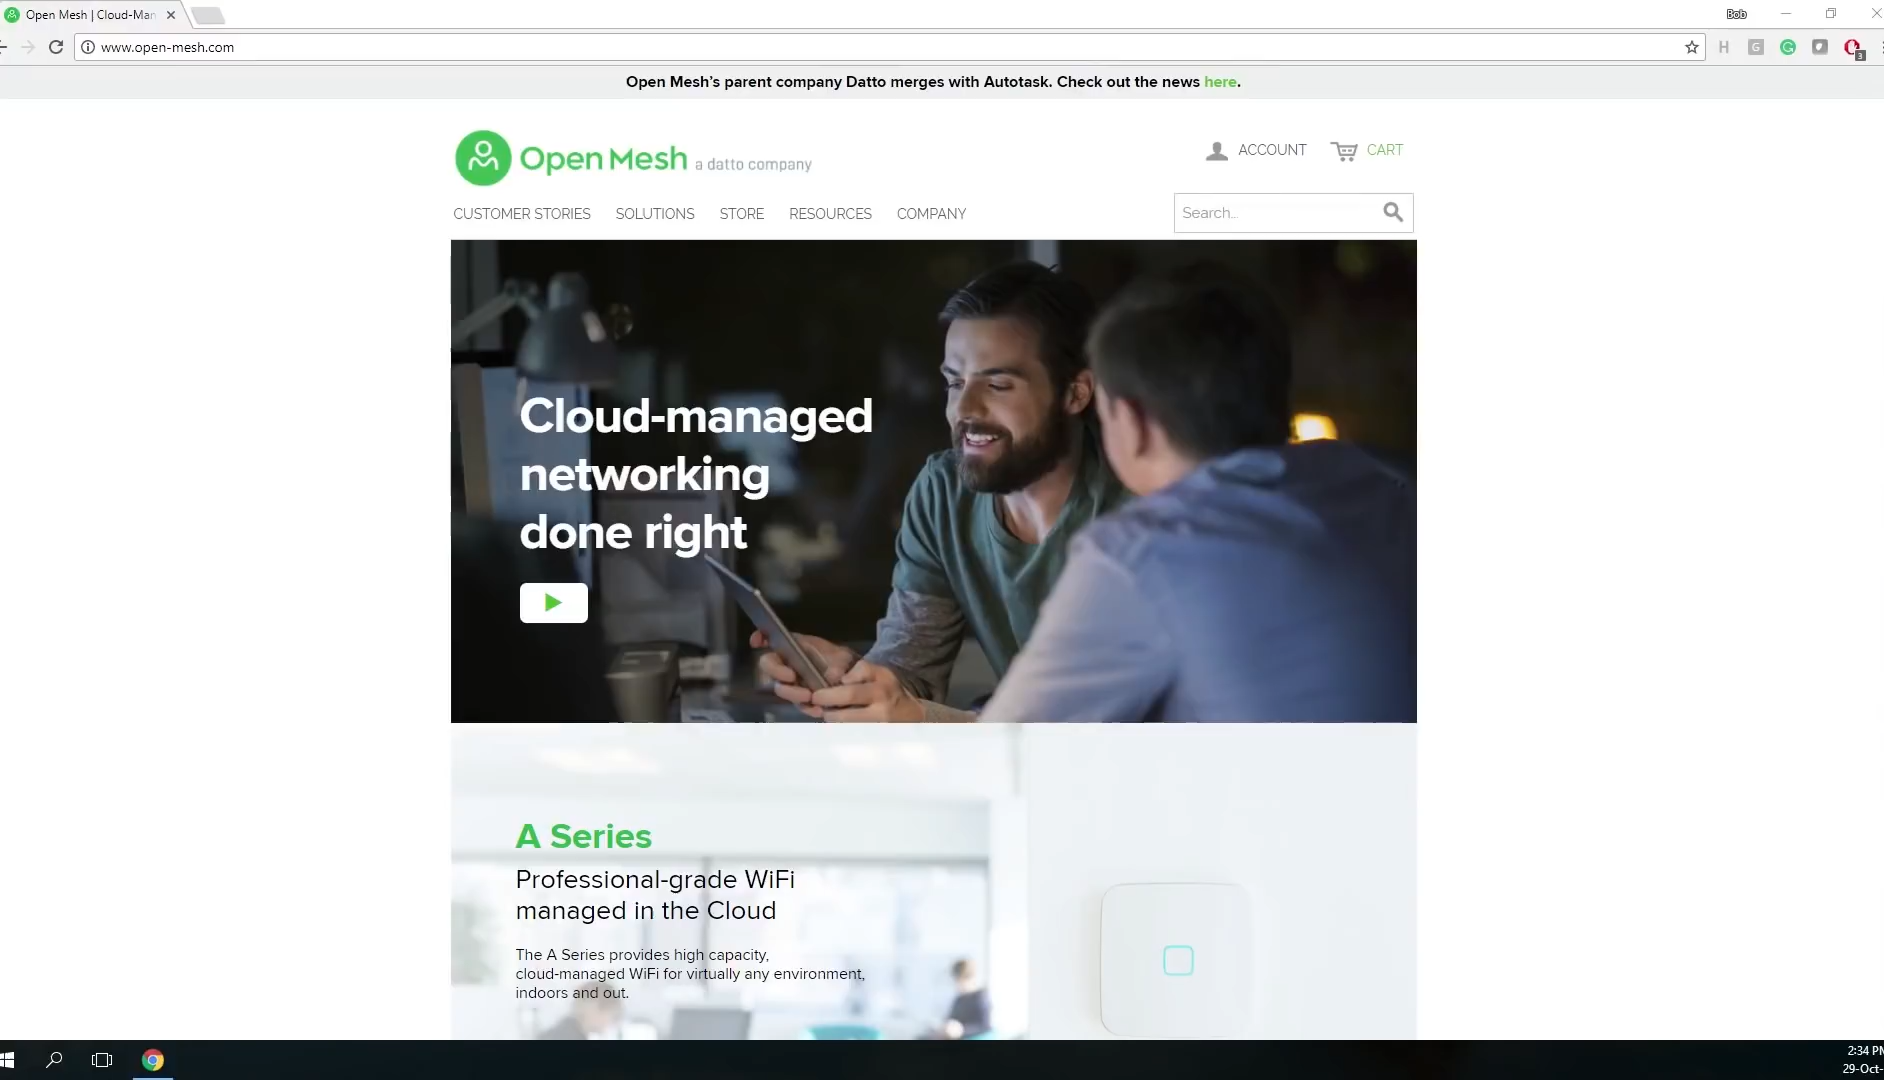 Open Mesh | Cloud-Man
Bob
www.open-mesh.com
Open Mesh's parent company Datto merges with Autotask. Check out the news here.
Open Mesh a datto company
ACCOUNT
CART
CUSTOMER STORIES
SOLUTIONS
STORE
RESOURCES
COMPANY
Search...
Cloud-managed
networking
done right
A Series
Professional-grade WiFi
managed in the Cloud
The A Series provides high capacity,
cloud-managed WiFi for virtually any environment,
indoors and out.
2:34 PM
29-Oct-